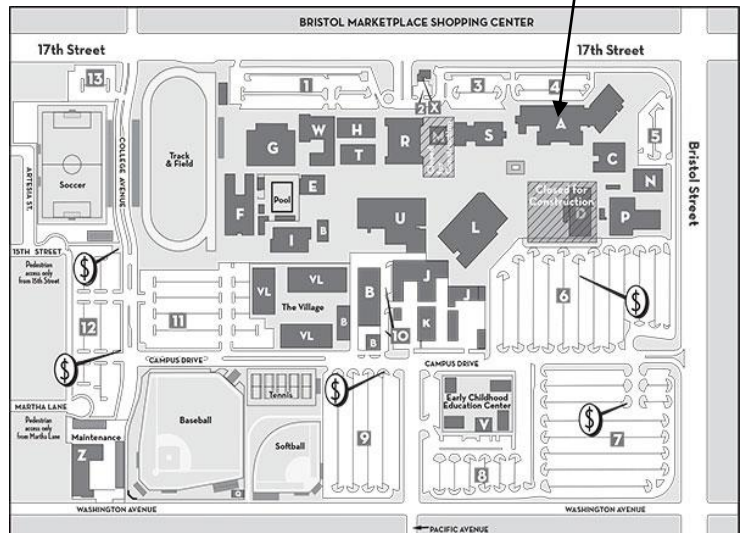 BRISTOL MARKETPLACE SHOPPING CENTER
17th Street
17th Street
13
1
3
4
2
X
5
COLLEGE AVENUE
ARTESIA ST.
Soccer
Track
& Field
G
W
H
T
R
M
S
A
C
N
Bristol Street
F
Pool
E
I
B
U
L
Closed for
Construction
D
P
15TH STREET
Pedestrian
access only
from 15th Street
$
12
11
VL
VL
The Village
VL
VL
B
B
B
J
J
K
10
6
$
$
CAMPUS DRIVE
CAMPUS DRIVE
MARTHA LANE
Pedestrian
access only
from Martha Lane
Maintenance
Z
Baseball
Tennis
Softball
$
9
Early Childhood
Education Center
V
8
$
7
WASHINGTON AVENUE
WASHINGTON AVENUE
PACIFIC AVENUE